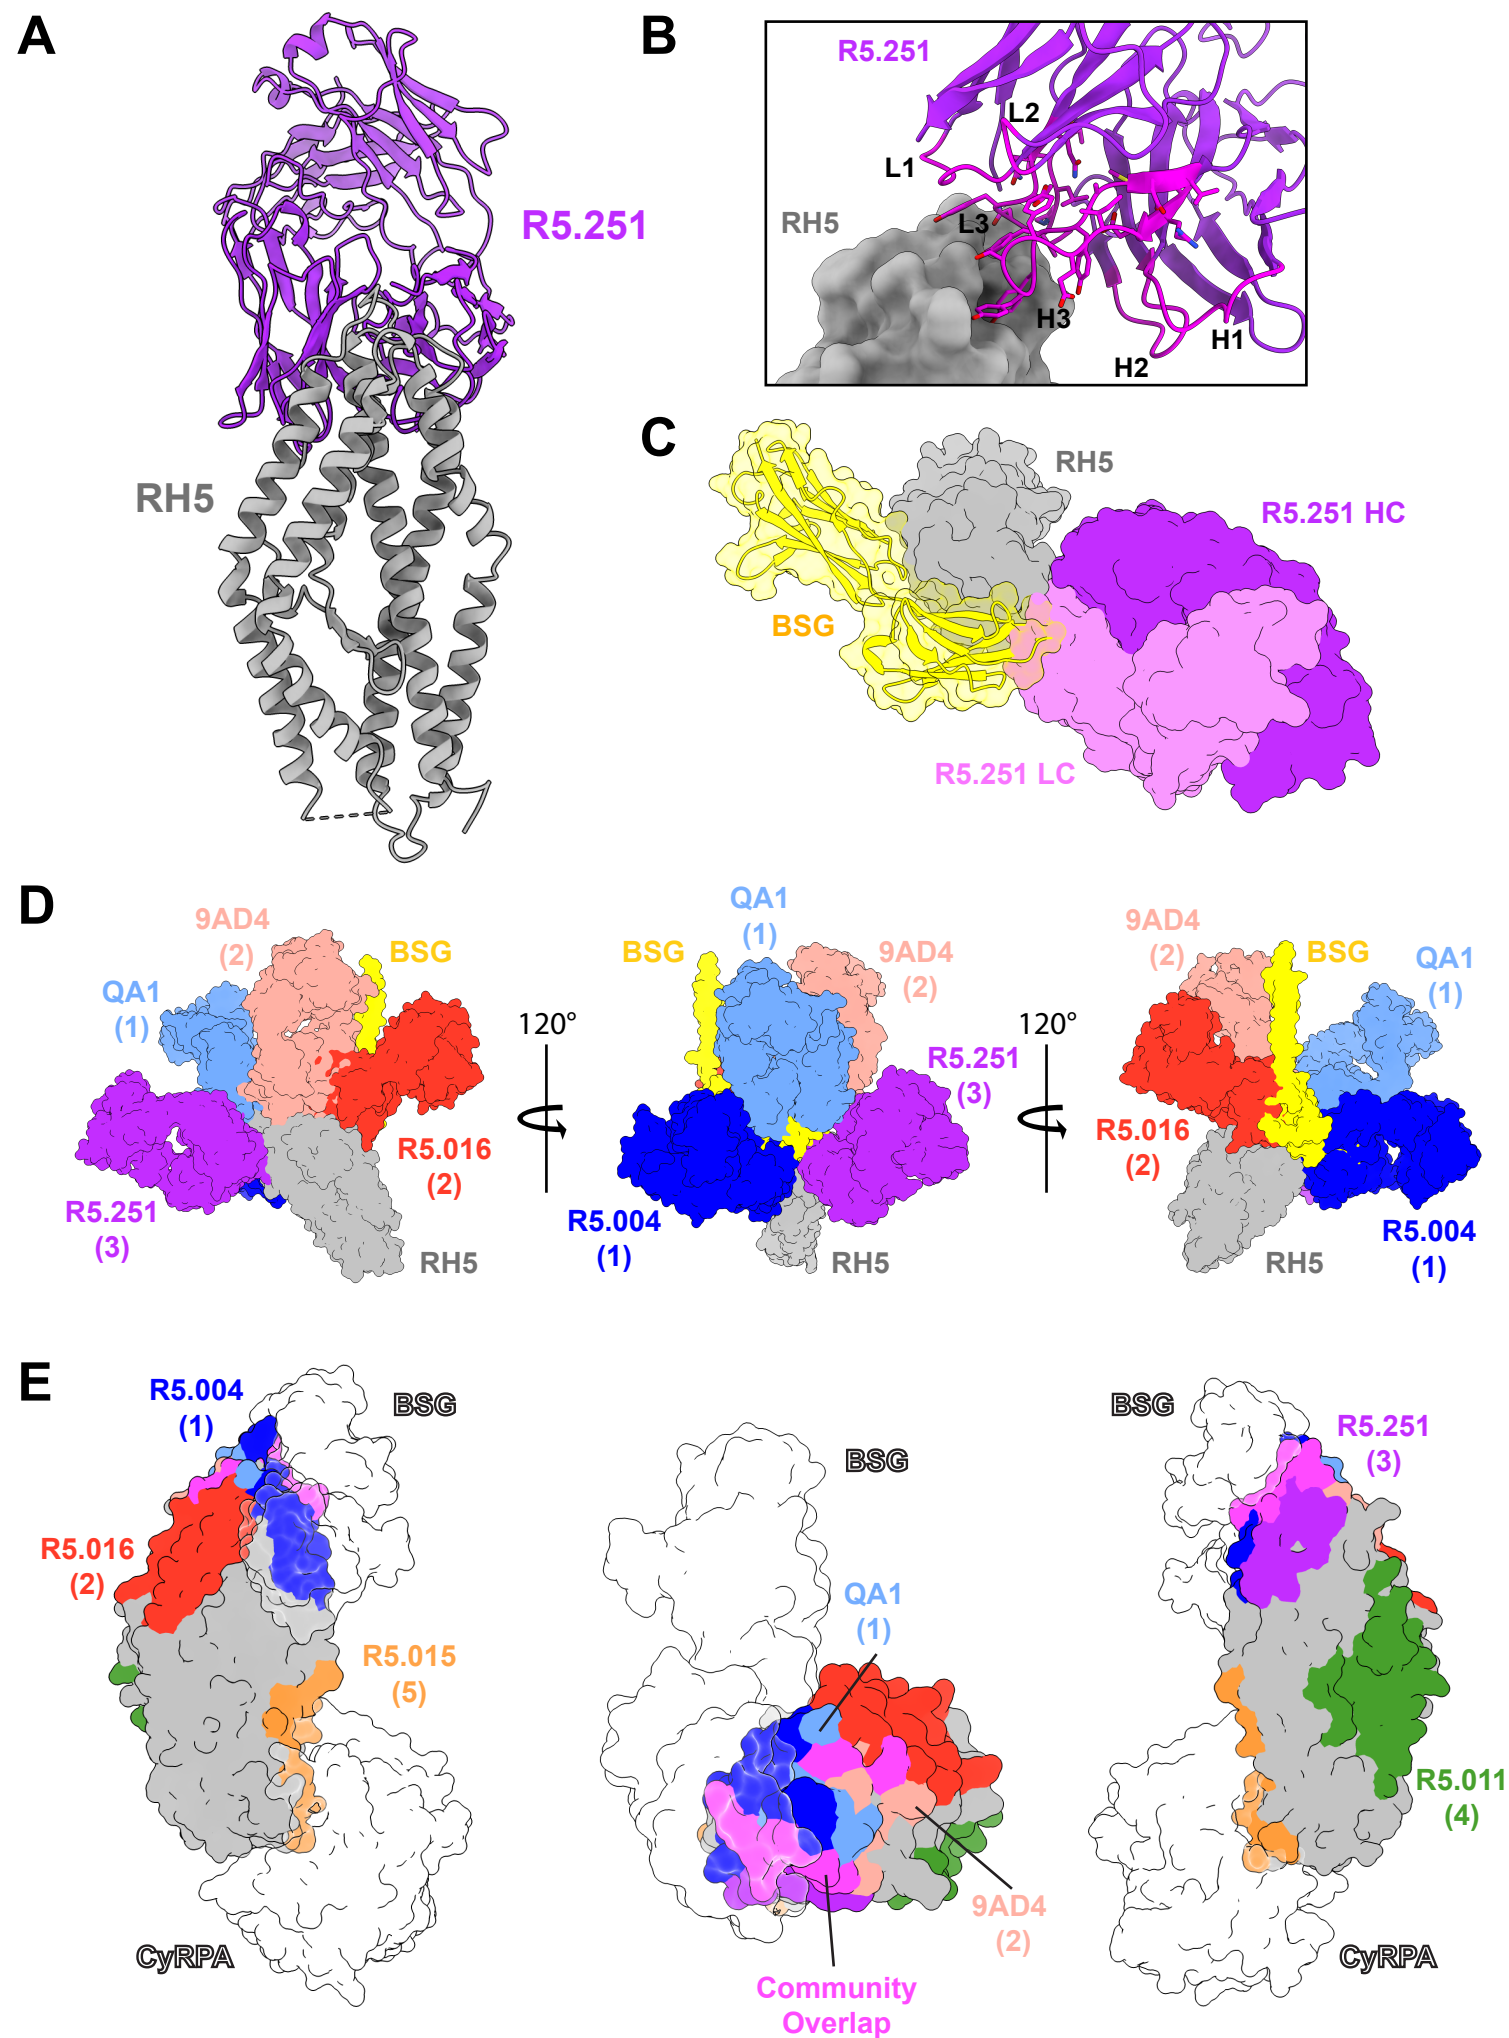 A
R5.251
RH5
B
R5.251
L2
L1
RH5
L3
H3
H2
H1
C
RH5
R5.251 HC
BSG
R5.251 LC
D
9AD4
(2)
BSG
QA1
(1)
R5.016
(2)
R5.251
(3)
RH5
120°
QA1
(1)
BSG
9AD4
(2)
R5.251
(3)
R5.004
(1)
RH5
120°
9AD4
(2)
BSG
QA1
(1)
R5.016
(2)
R5.004
(1)
RH5
E
R5.004
(1)
BSG
R5.016
(2)
R5.015
(5)
CyRPA
BSG
QA1
(1)
9AD4
(2)
Community
Overlap
BSG
R5.251
(3)
R5.011
(4)
CyRPA